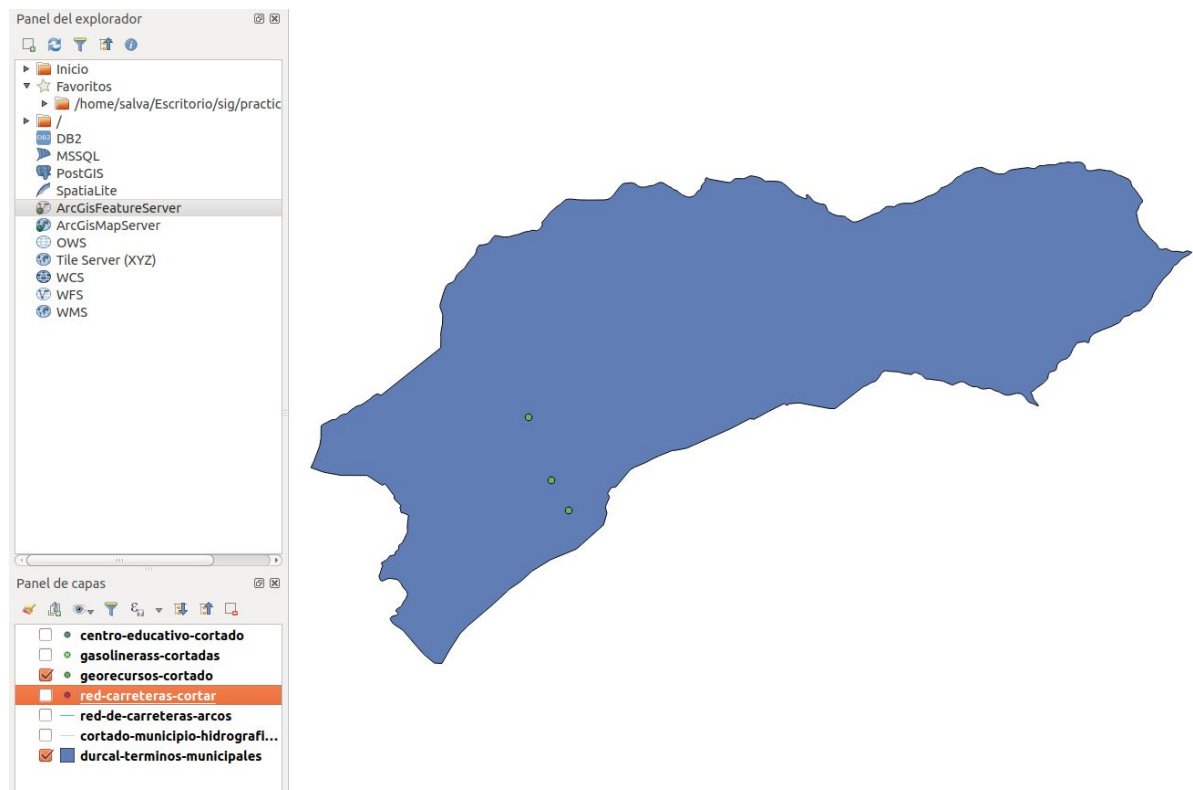 Panel del explorador
Inicio
Favoritos
/home/salva/Escritorio/sig/practic
/
DB2
MSSQL
PostGIS
SpatiaLite
ArcGisFeatureServer
ArcGisMapServer
OWS
Tile Server (XYZ)
WCS
WFS
WMS
Panel de capas
centro-educativo-cortado
gasolinerass-cortadas
georecursos-cortado
red-carreteras-cortar
red-de-carreteras-arcos
cortado-municipio-hidrografi...
durcal-terminos-municipales